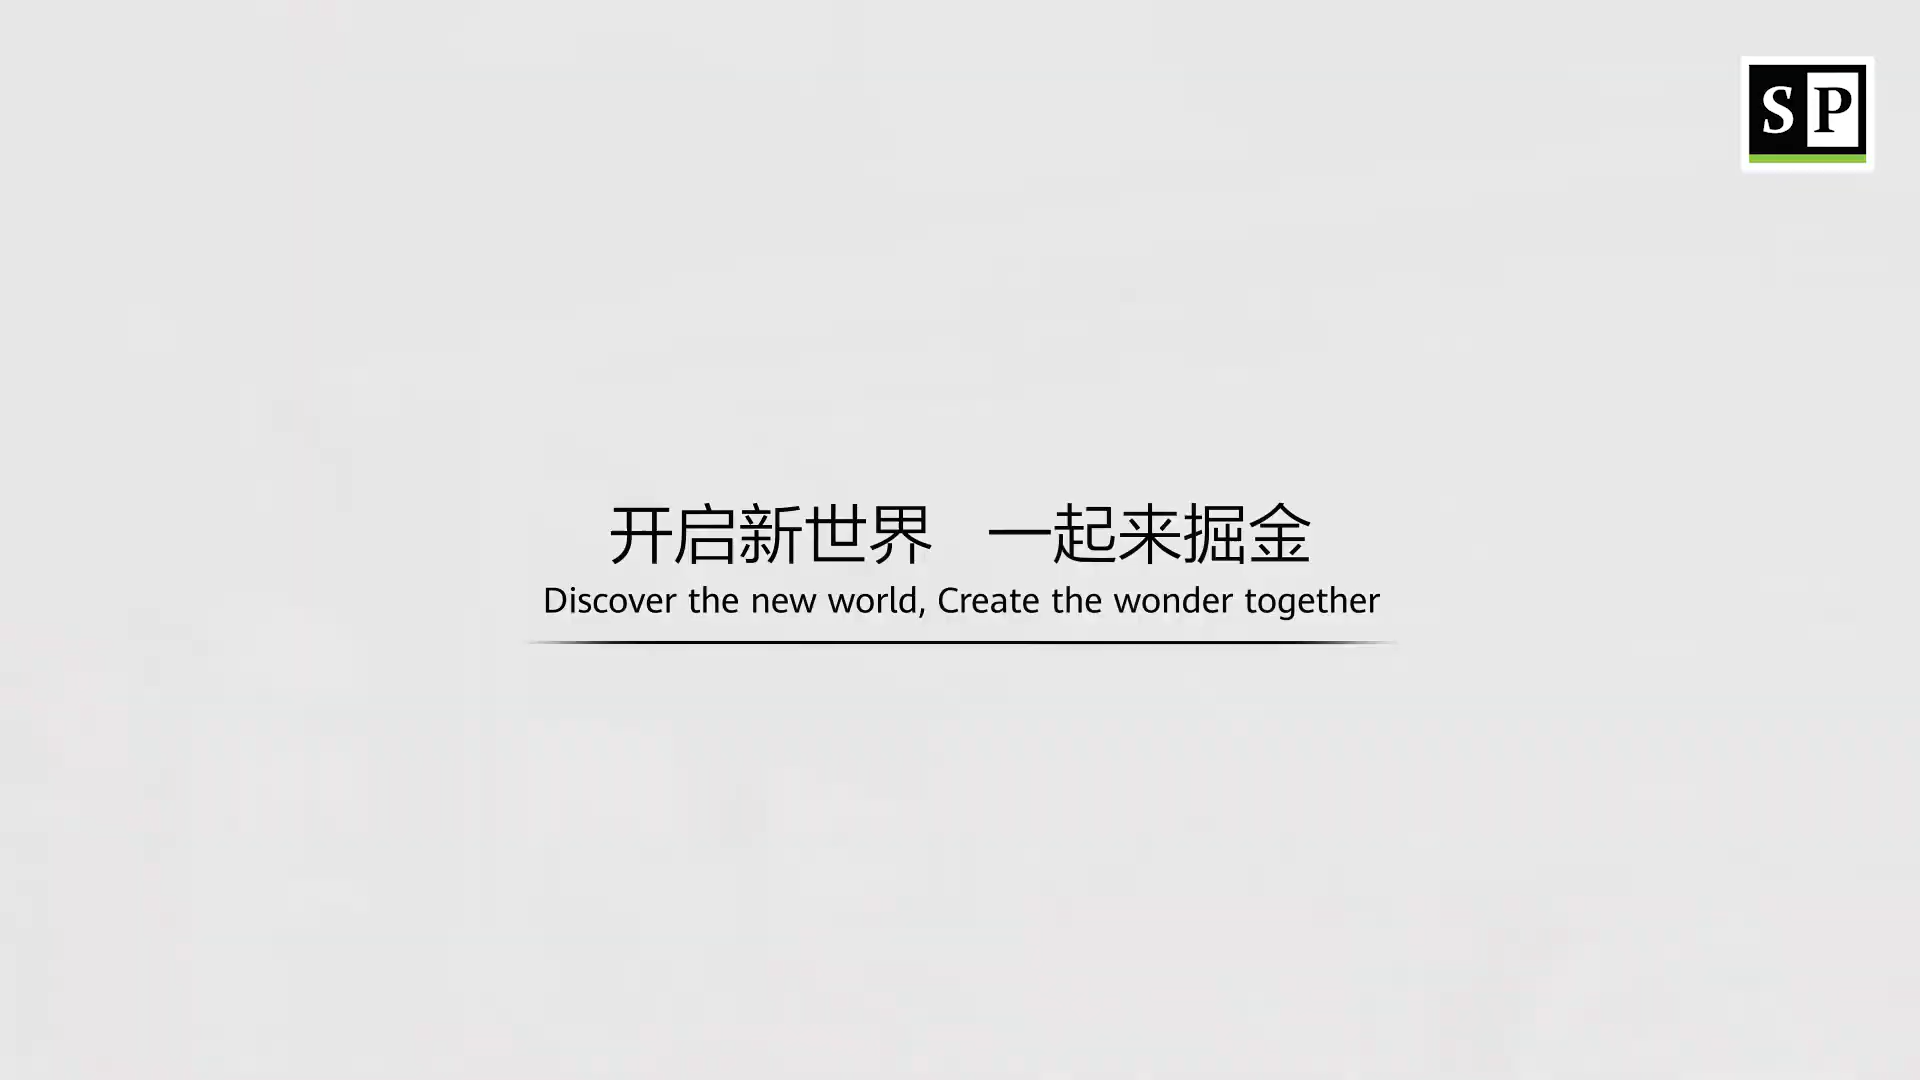 SP
开启新世界 一起来掘金
Discover the new world, Create the wonder together